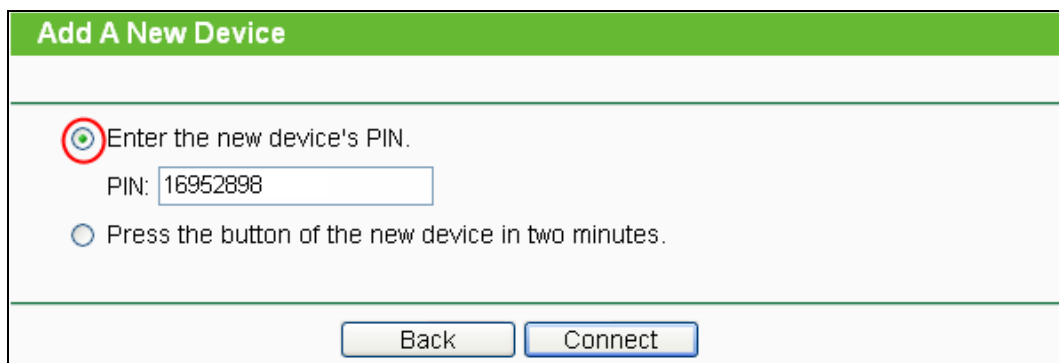 Add A New Device
Enter the new device's PIN.
PIN: 16952898
Press the button of the new device in two minutes.
Back Connect